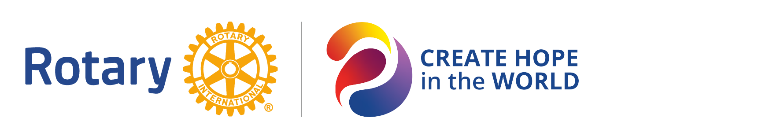 Rotary
ROTARY
INTERNATIONAL
®
CREATE HOPE
in the WORLD